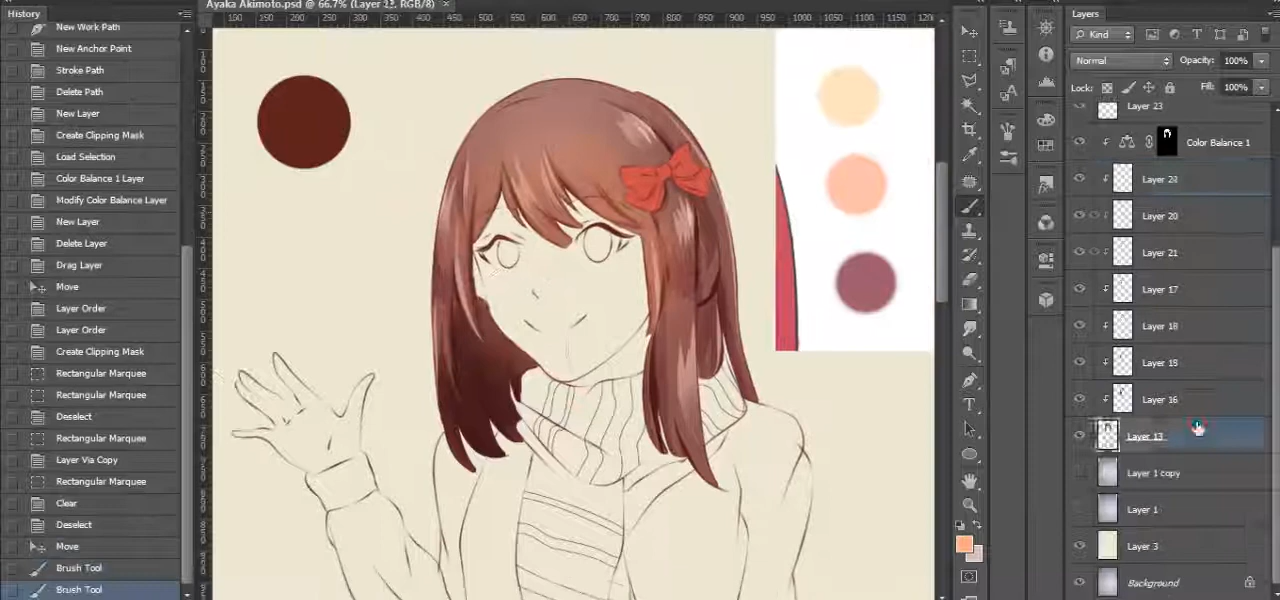 Ayaka Akimoto.psd @ 66.7% (Layer 13, RGB/8)
History
New Work Path
New Anchor Point
Stroke Path
Delete Path
New Layer
Create Clipping Mask
Load Selection
Color Balance 1 Layer
Modify Color Balance Layer
New Layer
Delete Layer
Drag Layer
Move
Layer Order
Layer Order
Create Clipping Mask
Rectangular Marquee
Rectangular Marquee
Deselect
Rectangular Marquee
Layer Via Copy
Rectangular Marquee
Clear
Deselect
Move
Brush Tool
Brush Tool
100 150 200 250 300 350 400 450 500 550 600 650 700 750 800 850 900 950 1000 1050 1100 1150
Layers
Kind
Normal
Opacity: 100%
Lock:
Fill: 100%
Layer 23
Color Balance 1
Layer 20
Layer 21
Layer 17
Layer 18
Layer 16
Layer 13
Layer 1 copy
Layer 1
Layer 3
Background